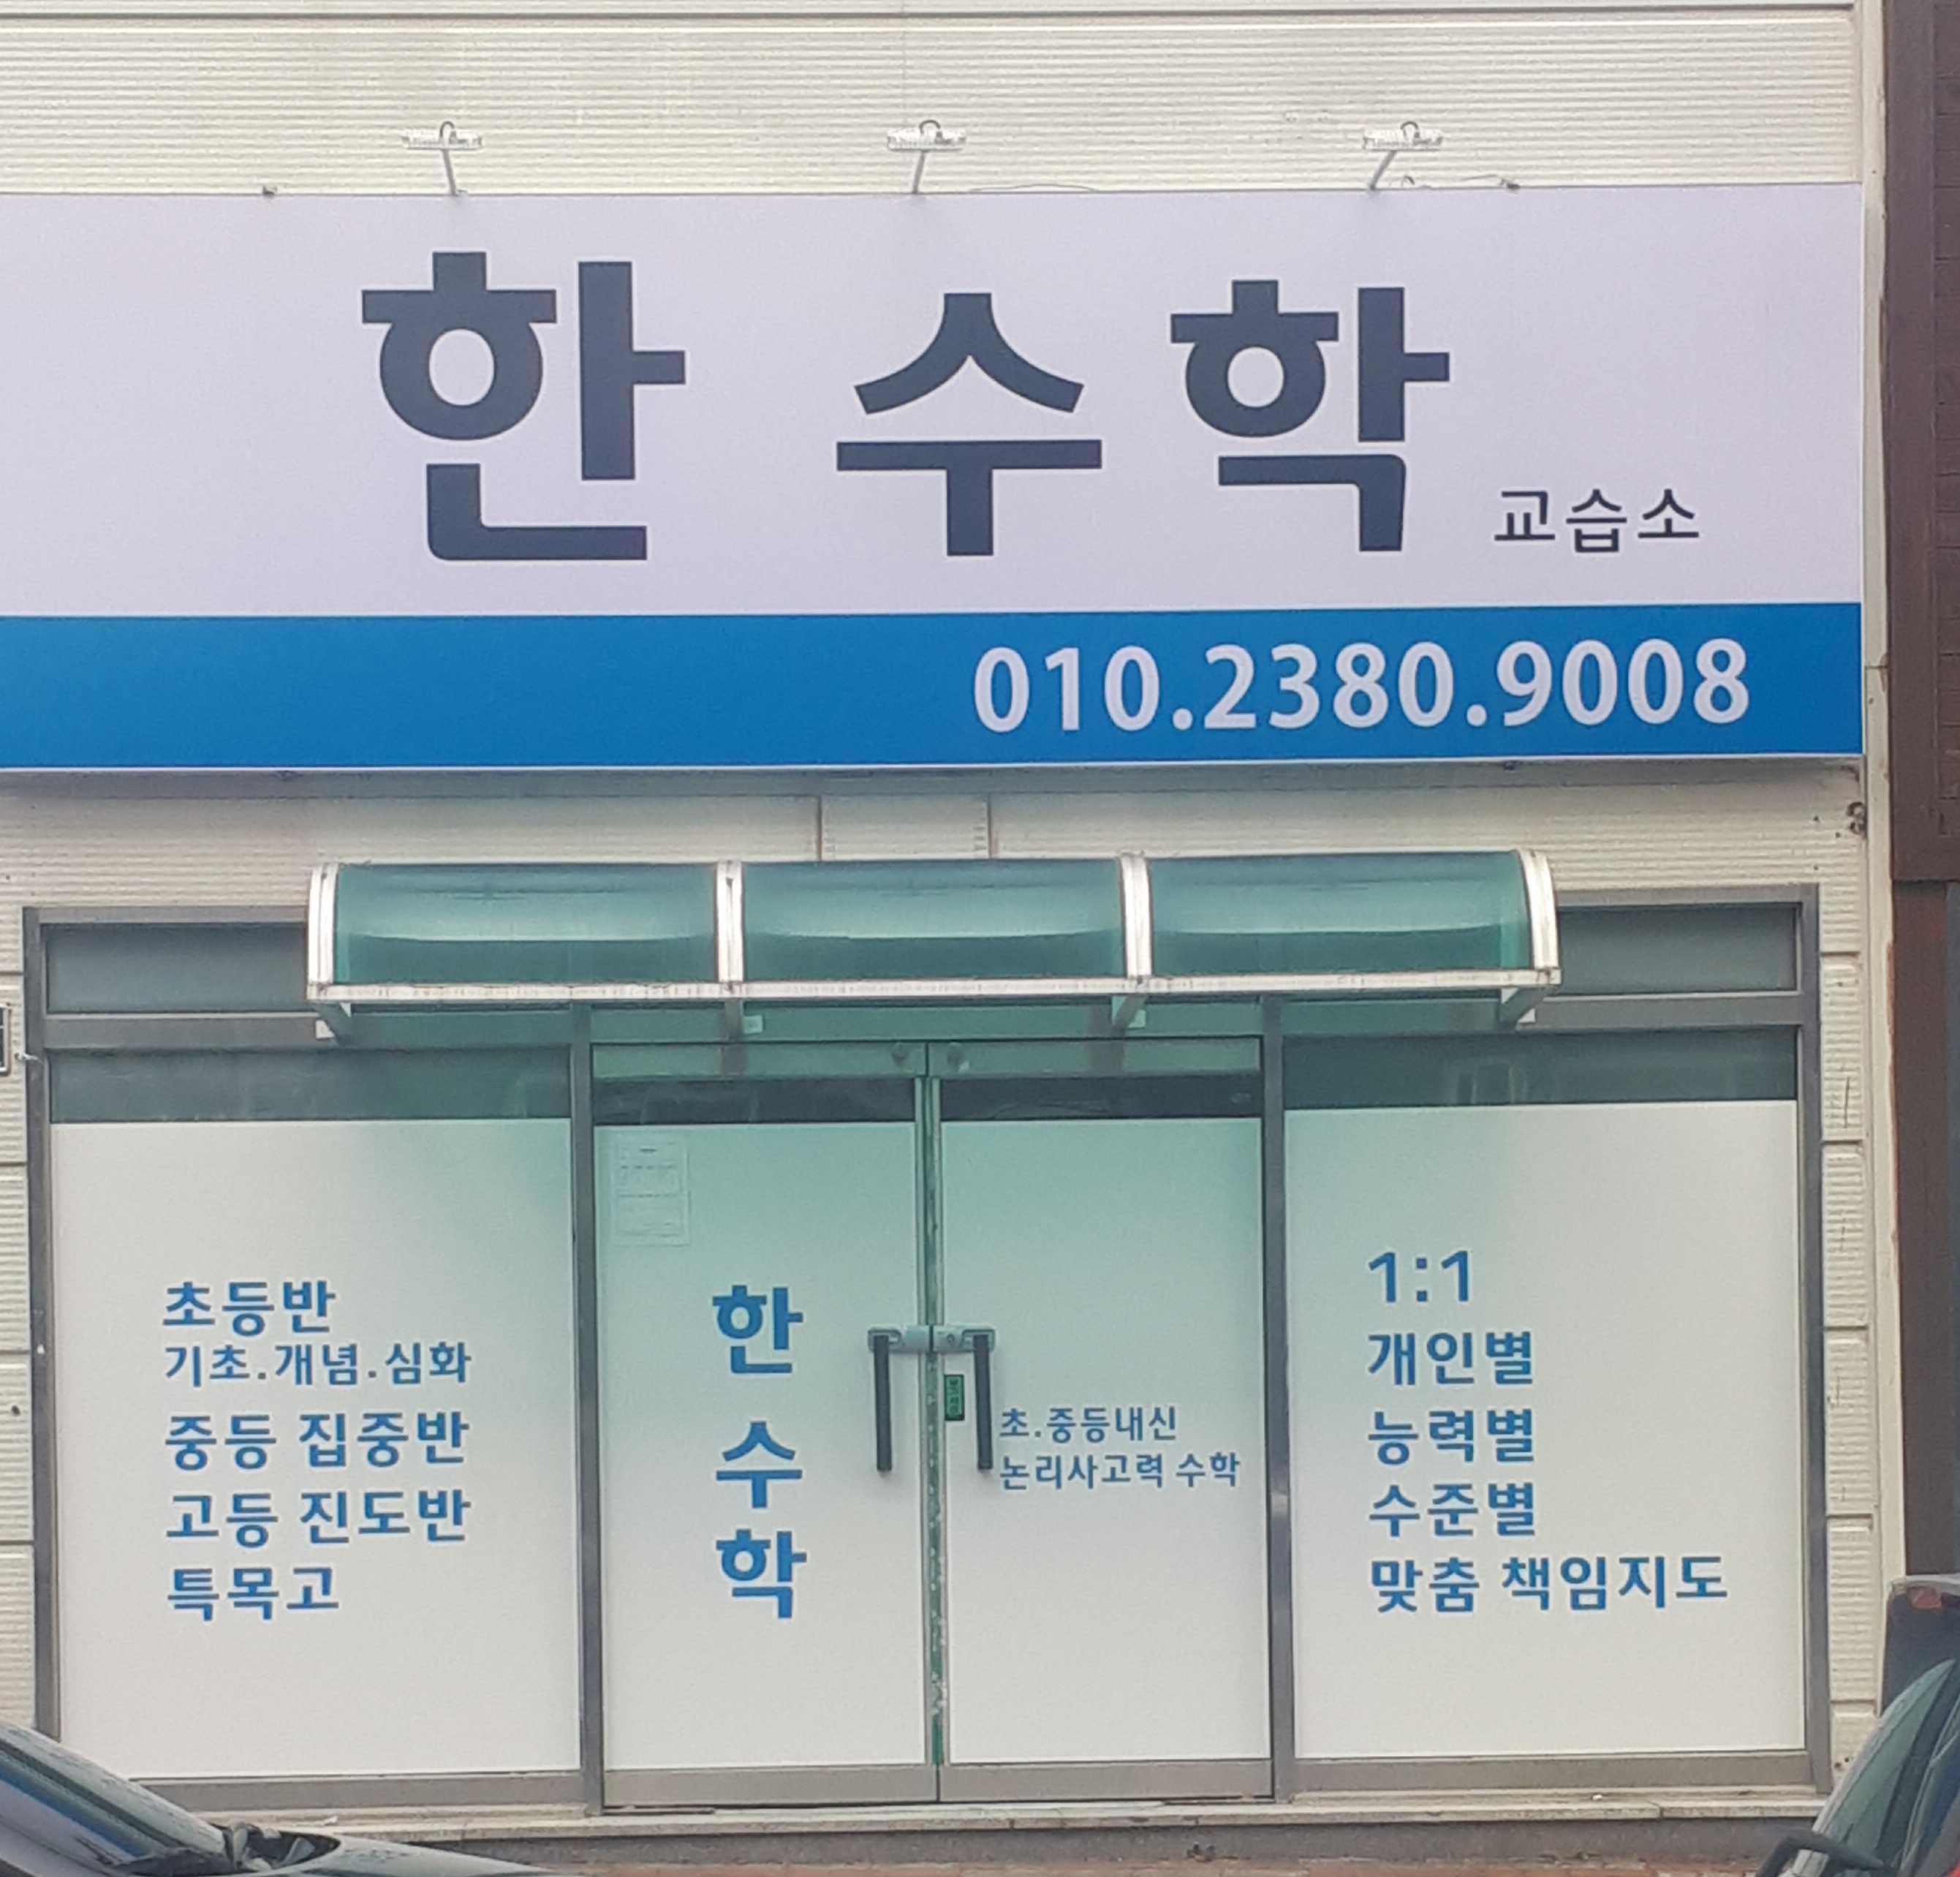 한 수학 교습소
010.2380.9008
초등반
기초.개념.심화
중등 집중반
고등 진도반
특목고
한
수
학
초.중등내신
논리사고력 수학
1:1
개인별
능력별
수준별
맞춤 책임지도